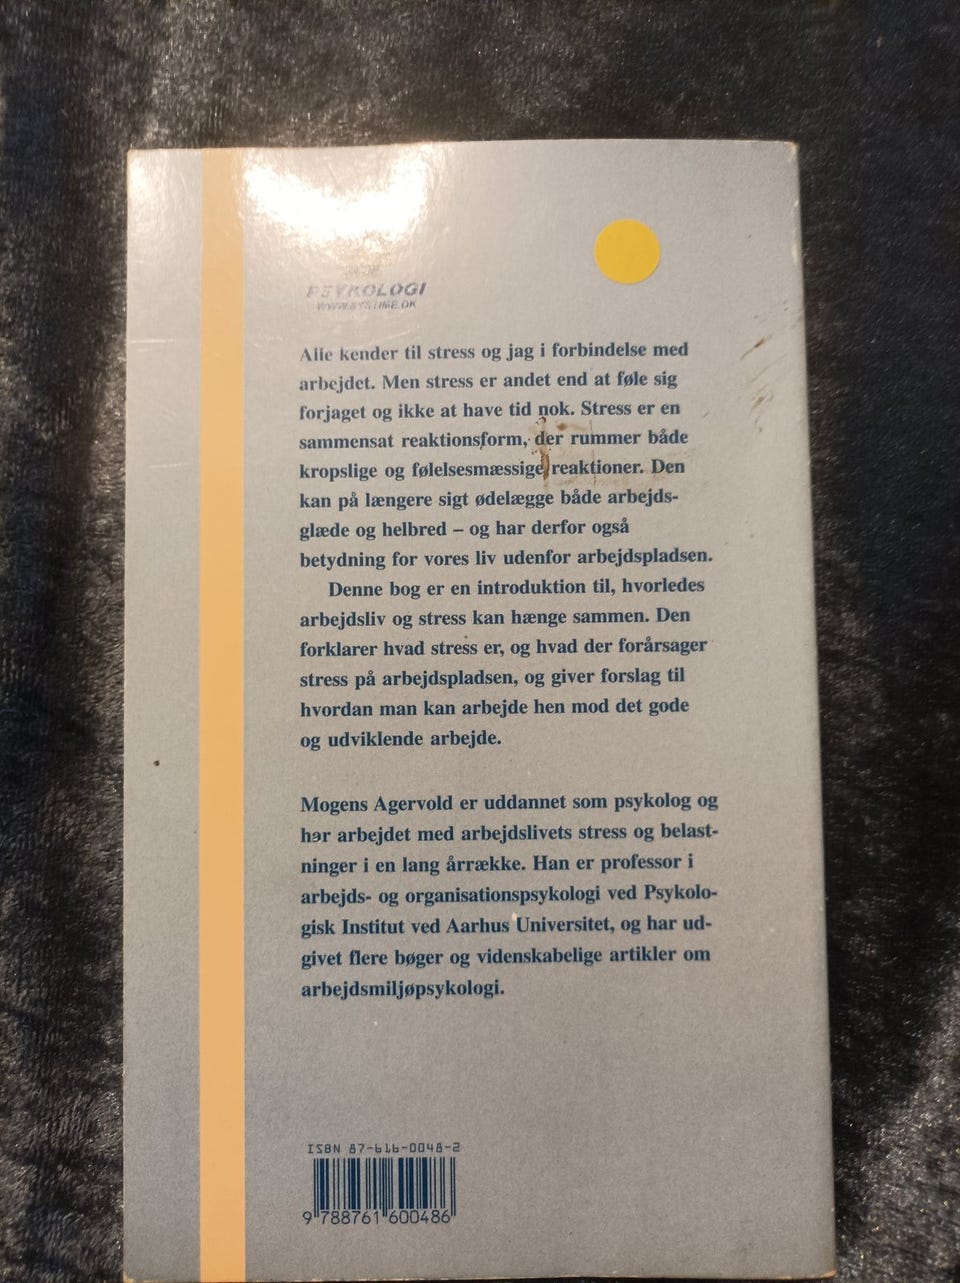 PSYKOLOGI
WWW.SYSTIME.DK
Alle kender til stress og jag i forbindelse med
arbejdet. Men stress er andet end at føle sig
forjaget og ikke at have tid nok. Stress er en
sammensat reaktionsform, der rummer både
kropslige og følelsesmæssige reaktioner. Den
kan på længere sigt ødelægge både arbejds-
glæde og helbred – og har derfor også
betydning for vores liv udenfor arbejdspladsen.
Denne bog er en introduktion til, hvorledes
arbejdsliv og stress kan hænge sammen. Den
forklarer hvad stress er, og hvad der forårsager
stress på arbejdspladsen, og giver forslag til
hvordan man kan arbejde hen mod det gode
og udviklende arbejde.
Mogens Agervold er uddannet som psykolog og
har arbejdet med arbejdslivets stress og belast-
ninger i en lang årrække. Han er professor i
arbejds- og organisationspsykologi ved Psykolo-
gisk Institut ved Aarhus Universitet, og har ud-
givet flere bøger og videnskabelige artikler om
arbejdsmiljøpsykologi.
ISBN 87-616-0048-2
9 788761 600486